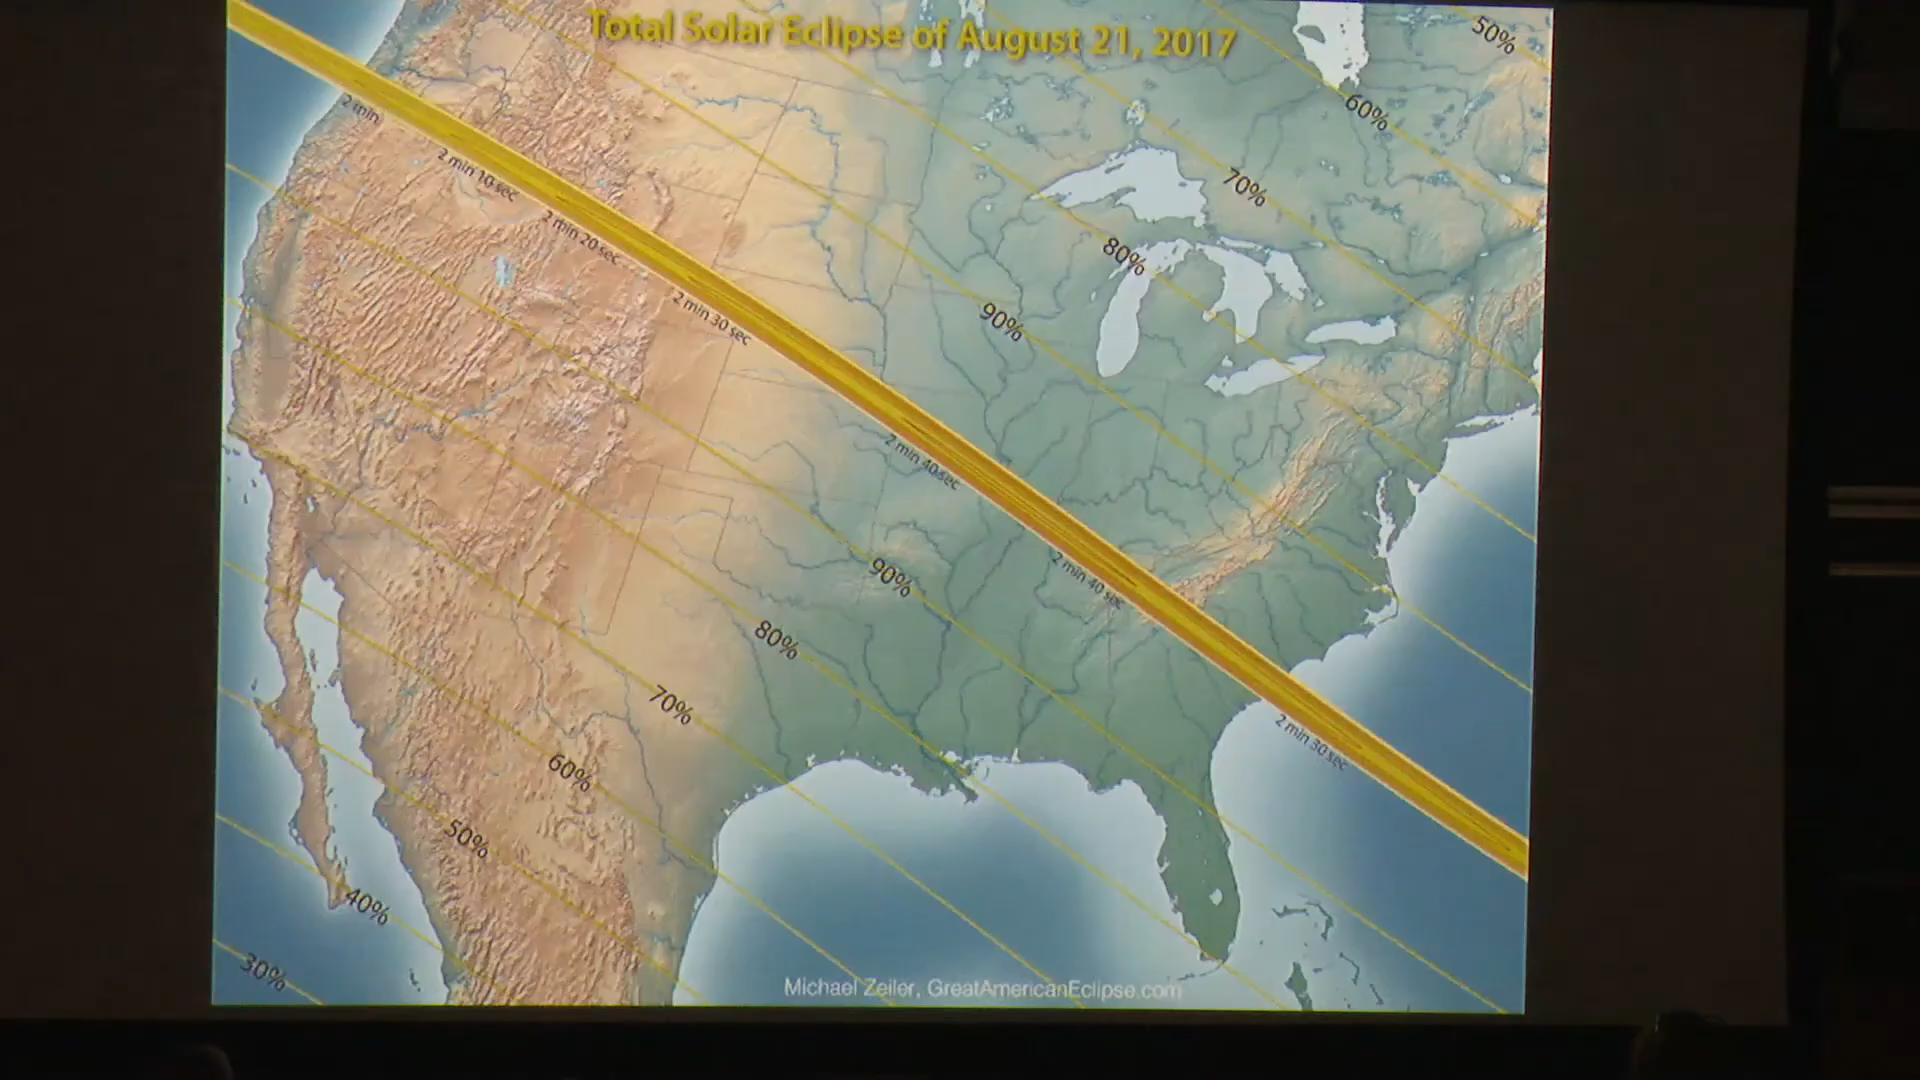 Total Solar Eclipse of August 21, 2017
50%
60%
70%
80%
90%
2 min
2 min 10 sec
2 min 20 sec
2 min 30 sec
2 min 40 sec
2 min 40 sec
2 min 30 sec
90%
80%
70%
60%
50%
40%
30%
Michael Zeiler, GreatAmericanEclipse.com